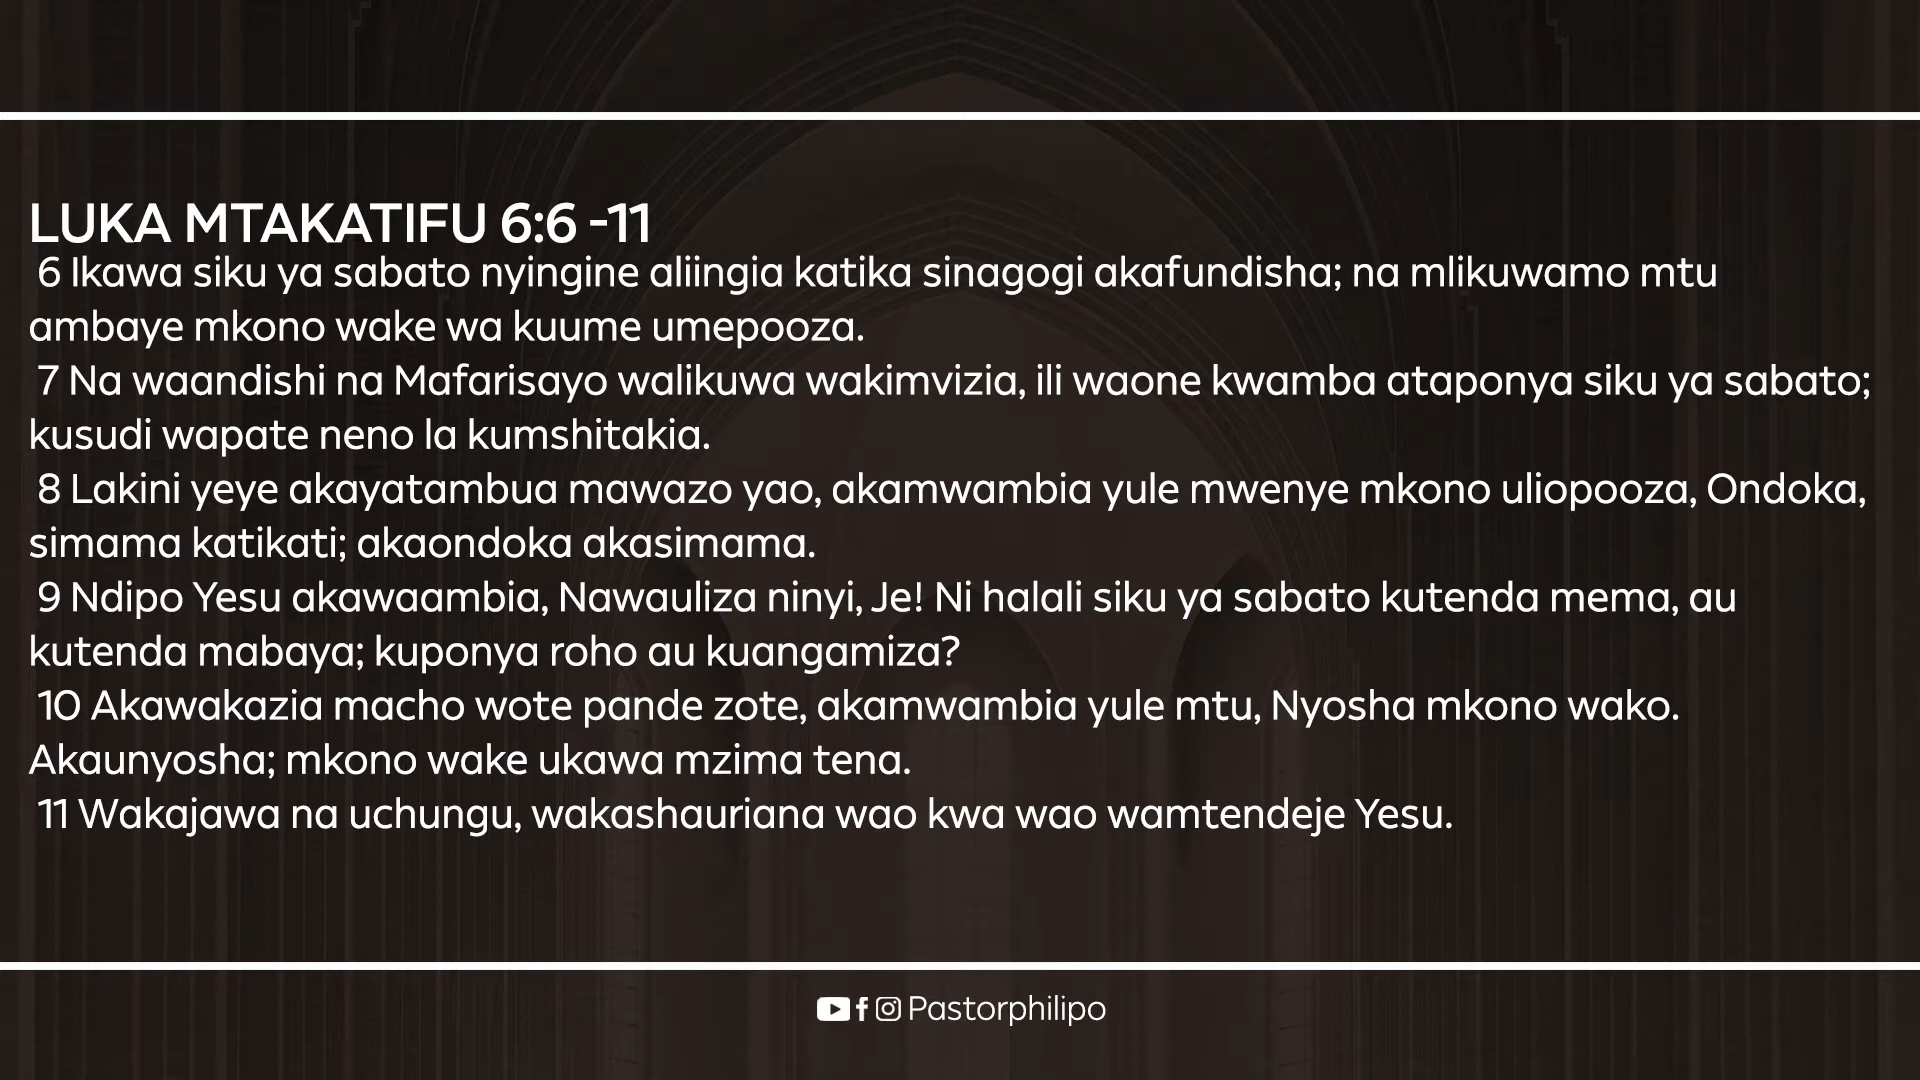 LUKA MTAKATIFU 6:6 -11
6 Ikawa siku ya sabato nyingine aliingia katika sinagogi akafundisha; na mlikuwamo mtu
ambaye mkono wake wa kuume umepooza.
7 Na waandishi na Mafarisayo walikuwa wakimvizia, ili waone kwamba ataponya siku ya sabato;
kusudi wapate neno la kumshitakia.
8 Lakini yeye akayatambua mawazo yao, akamwambia yule mwenye mkono uliopooza, Ondoka,
simama katikati; akaondoka akasimama.
9 Ndipo Yesu akawaambia, Nawauliza ninyi, Je! Ni halali siku ya sabato kutenda mema, au
kutenda mabaya; kuponya roho au kuangamiza?
10 Akawakazia macho wote pande zote, akamwambia yule mtu, Nyosha mkono wako.
Akaunyosha; mkono wake ukawa mzima tena.
11 Wakajawa na uchungu, wakashauriana wao kwa wao wamtendeje Yesu.
Pastorphilipo